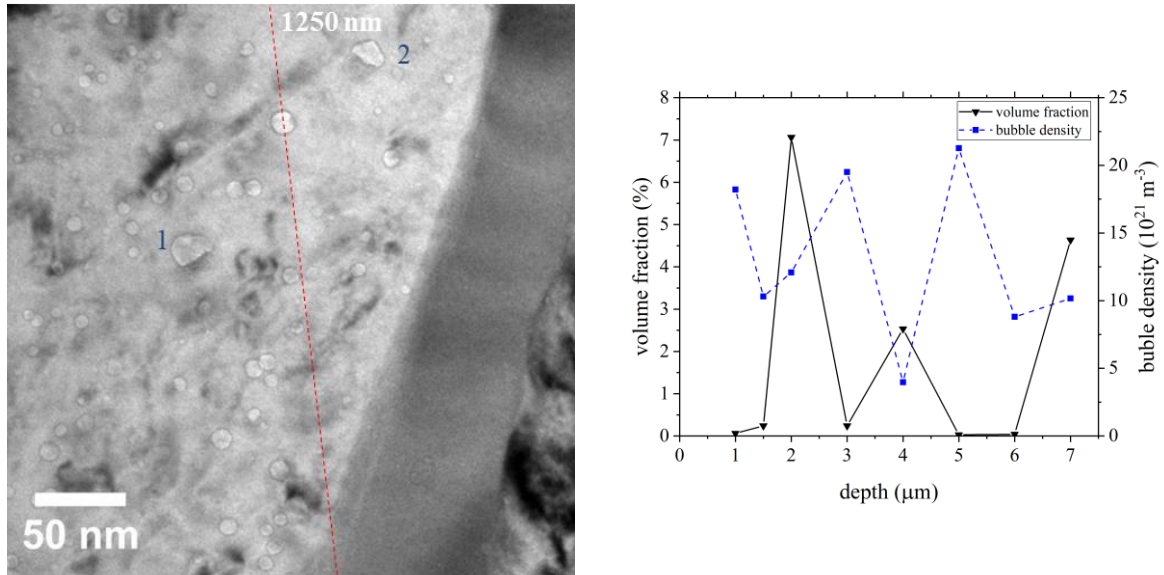 1250 nm
2
1
50 nm
8
7
6
5
4
3
2
1
0
volume fraction (%)
volume fraction
bubble density
25
20
15
10
5
0
buble density (10²¹ m⁻³)
0 1 2 3 4 5 6 7
depth (μm)